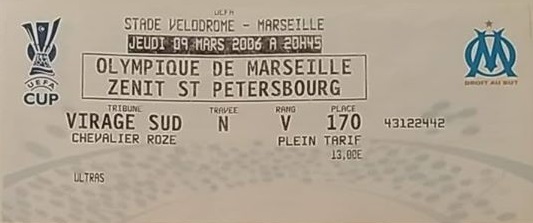 UEFA
STADE VELODROME - MARSEILLE
JEUDI 09 MARS 2006 A 20H45
OLYMPIQUE DE MARSEILLE
ZENIT ST PETERSBOURG
UEFA
CUP
OM
DROIT AU BUT
TRIBUNE TRAVEE RANG PLACE
VIRAGE SUD N V 170 43122442
CHEVALIER ROZE PLEIN TARIF
13,00E
ULTRAS